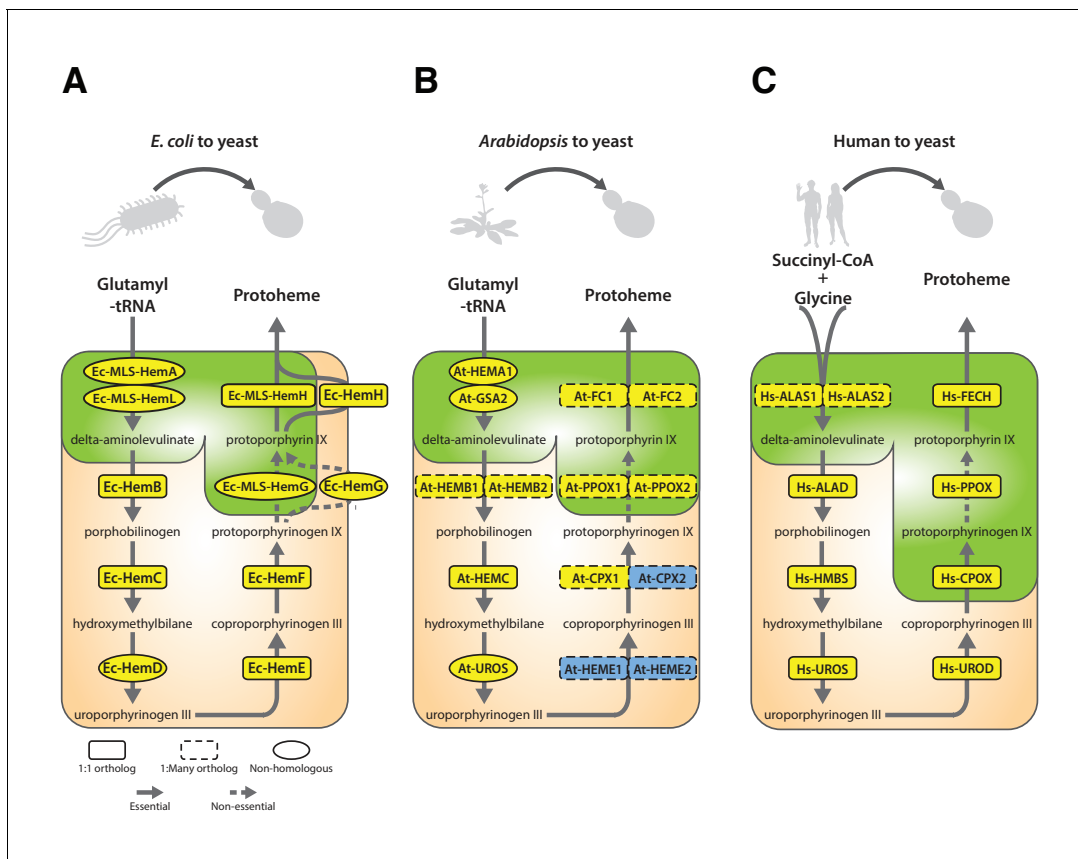 A
E. coli to yeast
Glutamyl
-tRNA
Protoheme
Ec-MLS-HemA
Ec-MLS-HemL
Ec-MLS-HemH
Ec-HemH
delta-aminolevulinate
protoporphyrin IX
Ec-HemB
Ec-MLS-HemG
Ec-HemG
porphobilinogen
protoporphyrinogen IX
Ec-HemC
Ec-HemF
hydroxymethylbilane
coproporphyrinogen III
Ec-HemD
Ec-HemE
uroporphyrinogen III
1:1 ortholog
1:Many ortholog
Non-homologous
Essential
Non-essential
B
Arabidopsis to yeast
Glutamyl
-tRNA
Protoheme
At-HEMA1
At-GSA2
At-FC1
At-FC2
delta-aminolevulinate
protoporphyrin IX
At-HEMB1
At-HEMB2
At-PPOX1
At-PPOX2
porphobilinogen
protoporphyrinogen IX
At-HEMC
At-CPX1
At-CPX2
hydroxymethylbilane
coproporphyrinogen III
At-UROS
At-HEME1
At-HEME2
uroporphyrinogen III
C
Human to yeast
Succinyl-CoA
+
Glycine
Protoheme
Hs-ALAS1
Hs-ALAS2
Hs-FECH
delta-aminolevulinate
protoporphyrin IX
Hs-ALAD
Hs-PPOX
porphobilinogen
protoporphyrinogen IX
Hs-HMBS
Hs-CPOX
hydroxymethylbilane
coproporphyrinogen III
Hs-UROS
Hs-UROD
uroporphyrinogen III